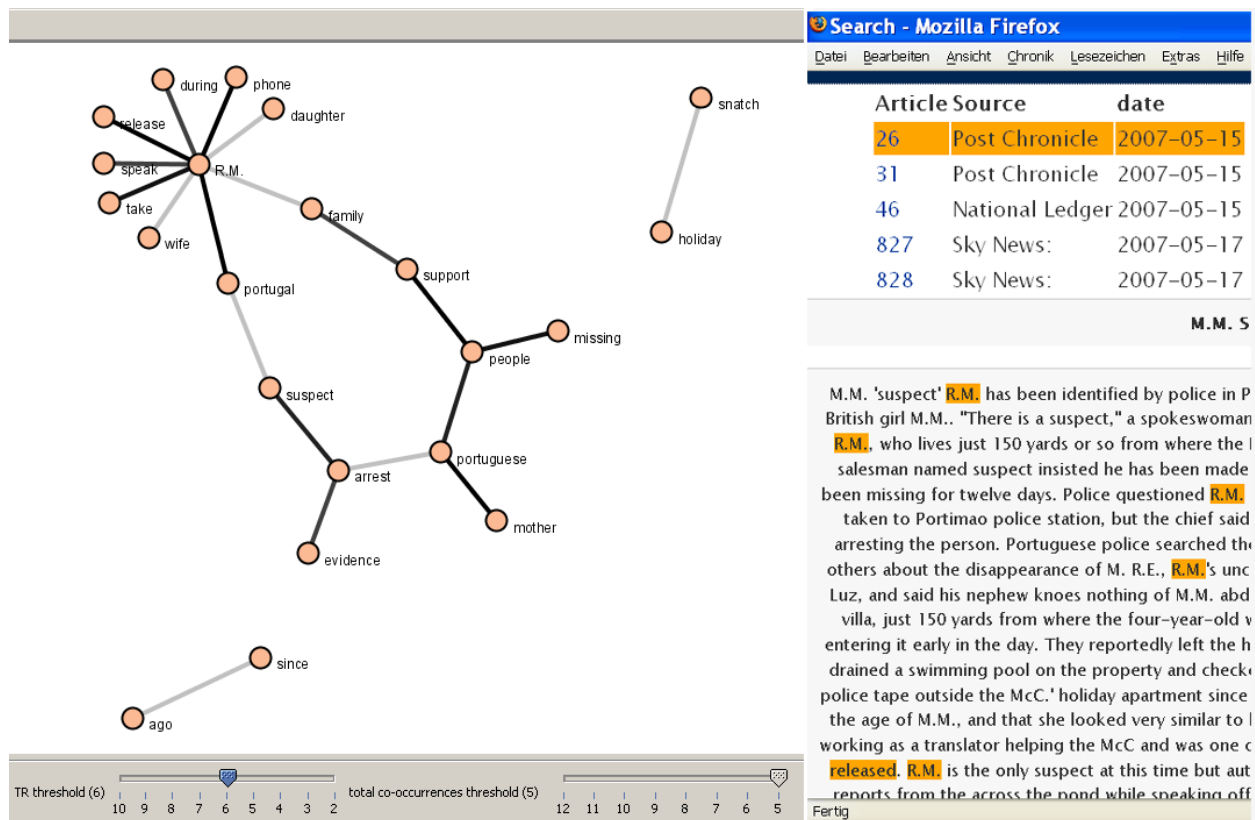 during
phone
daughter
release
R.M.
speak
take
wife
family
portugal
support
missing
people
suspect
portuguese
arrest
mother
evidence
since
ago
snatch
holiday
TR threshold (6)
10 9 8 7 6 5 4 3 2
total co-occurrences threshold (5)
12 11 10 9 8 7 6 5
Search - Mozilla Firefox
Datei Bearbeiten Ansicht Chronik Lesezeichen Extras Hilfe
Article Source date
26 Post Chronicle 2007-05-15
31 Post Chronicle 2007-05-15
46 National Ledger 2007-05-15
827 Sky News: 2007-05-17
828 Sky News: 2007-05-17
M.M. S
M.M. 'suspect' R.M. has been identified by police in P
British girl M.M.. "There is a suspect," a spokeswoman
R.M., who lives just 150 yards or so from where the
salesman named suspect insisted he has been made
been missing for twelve days. Police questioned R.M.
taken to Portimao police station, but the chief said
arresting the person. Portuguese police searched the
others about the disappearance of M. R.E., R.M.'s unc
Luz, and said his nephew knoes nothing of M.M. abd
villa, just 150 yards from where the four-year-old
entering it early in the day. They reportedly left the h
drained a swimming pool on the property and checke
police tape outside the McC.' holiday apartment since
the age of M.M., and that she looked very similar to
working as a translator helping the McC and was one
released. R.M. is the only suspect at this time but aut
reports from the across the pond while speaking off
Fertig